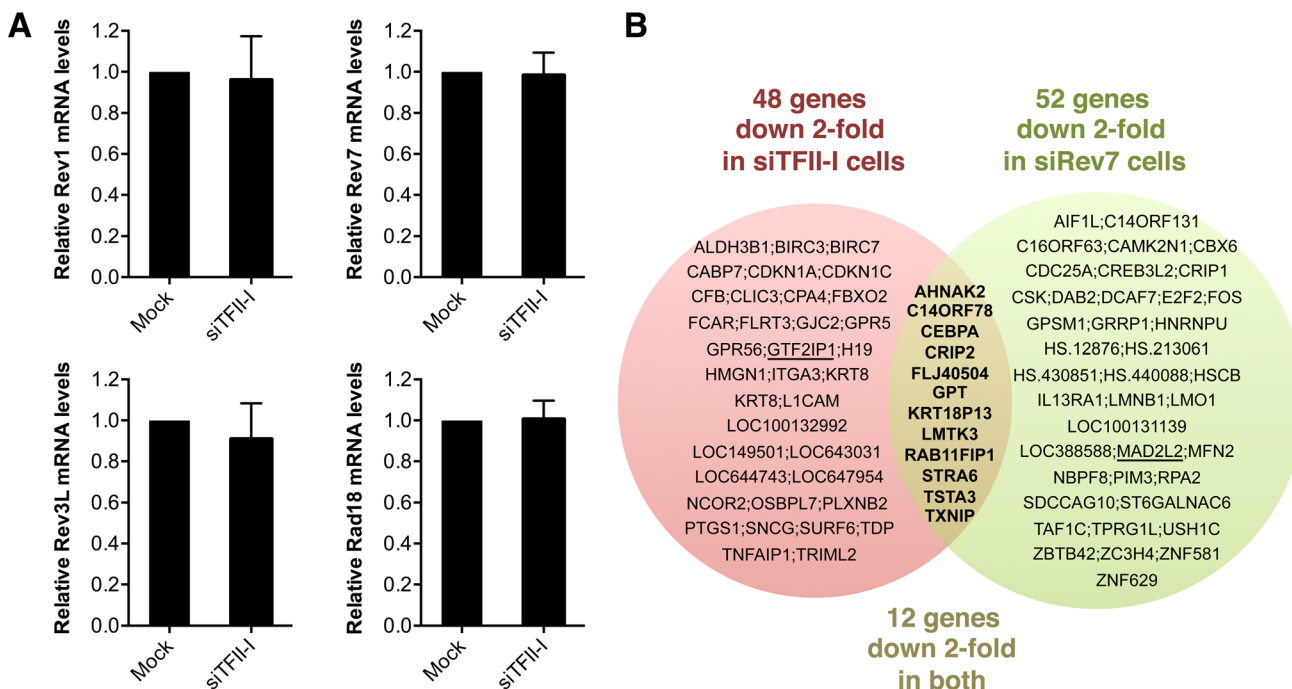 A
Relative Rev1 mRNA levels
1.2
1.0
0.8
0.6
0.4
0.2
0.0
Mock
siTFII-I
Relative Rev7 mRNA levels
1.2
1.0
0.8
0.6
0.4
0.2
0.0
Mock
siTFII-I
Relative Rev3L mRNA levels
1.2
1.0
0.8
0.6
0.4
0.2
0.0
Mock
siTFII-I
Relative Rad18 mRNA levels
1.2
1.0
0.8
0.6
0.4
0.2
0.0
Mock
siTFII-I
B
48 genes
down 2-fold
in siTFII-I cells
52 genes
down 2-fold
in siRev7 cells
ALDH3B1;BIRC3;BIRC7
CABP7;CDKN1A;CDKN1C
CFB;CLIC3;CPA4;FBXO2
FCAR;FLRT3;GJC2;GPR5
GPR56;GTF2IP1;H19
HMGN1;ITGA3;KRT8
KRT8;L1CAM
LOC100132992
LOC149501;LOC643031
LOC644743;LOC647954
NCOR2;OSBPL7;PLXNB2
PTGS1;SNCG;SURF6;TDP
TNFAIP1;TRIML2
AHNAK2
C14ORF78
CEBPA
CRIP2
FLJ40504
GPT
KRT18P13
LMTK3
RAB11FIP1
STRA6
TSTA3
TXNIP
AIF1L;C14ORF131
C16ORF63;CAMK2N1;CBX6
CDC25A;CREB3L2;CRIP1
CSK;DAB2;DCAF7;E2F2;FOS
GPSM1;GRRP1;HNRNPU
HS.12876;HS.213061
HS.430851;HS.440088;HSCB
IL13RA1;LMNB1;LMO1
LOC100131139
LOC388588;MAD2L2;MFN2
NBPF8;PIM3;RPA2
SDCCAG10;ST6GALNAC6
TAF1C;TPRG1L;USH1C
ZBTB42;ZC3H4;ZNF581
ZNF629
12 genes
down 2-fold
in both